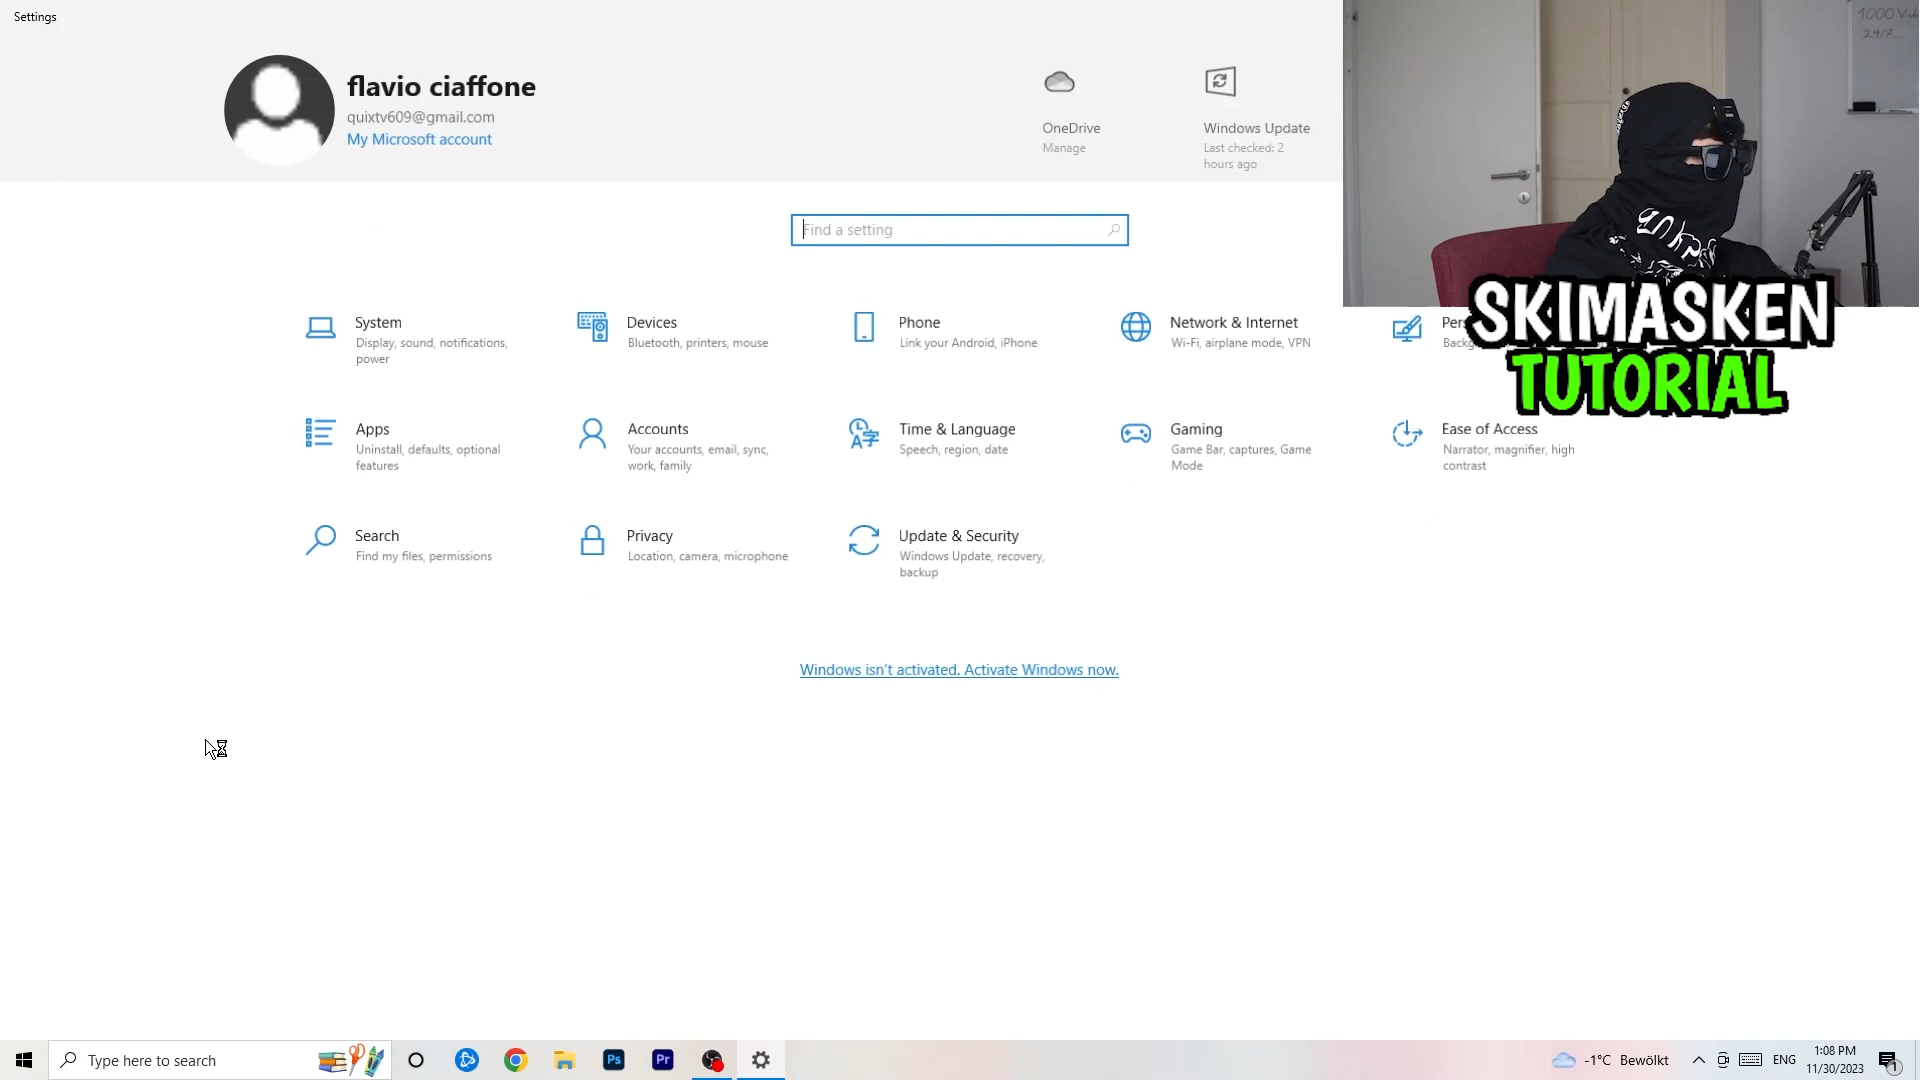 Settings
flavio ciaffone
quixtv609@gmail.com
My Microsoft account
OneDrive
Manage
Windows Update
Last checked: 2
hours ago
24/7
Find a setting
System
Display, sound, notifications,
power
Devices
Bluetooth, printers, mouse
Phone
Link your Android, iPhone
Network & Internet
Wi-Fi, airplane mode, VPN
SKIMASKEN
TUTORIAL
Apps
Uninstall, defaults, optional
features
Accounts
Your accounts, email, sync,
work, family
Time & Language
Speech, region, date
Gaming
Game Bar, captures, Game
Mode
Ease of Access
Narrator, magnifier, high
contrast
Search
Find my files, permissions
Privacy
Location, camera, microphone
Update & Security
Windows Update, recovery,
backup
Windows isn't activated. Activate Windows now.
Type here to search
Ps
Pr
-1°C Bewölkt
ENG
1:08 PM
11/30/2023
1